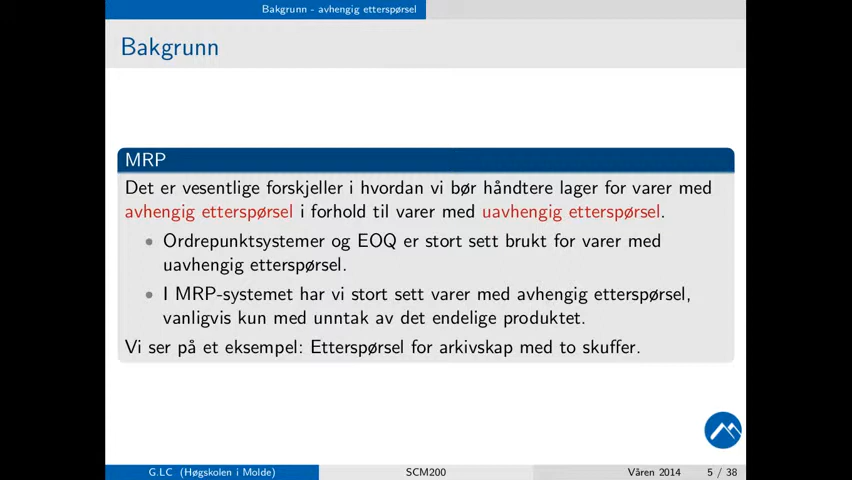 Bakgrunn - avhengig etterspørsel
Bakgrunn
MRP
Det er vesentlige forskjeller i hvordan vi bør håndtere lager for varer med
avhengig etterspørsel i forhold til varer med uavhengig etterspørsel.
• Ordrepunktsystemer og EOQ er stort sett brukt for varer med
uavhengig etterspørsel.
• I MRP-systemet har vi stort sett varer med avhengig etterspørsel,
vanligvis kun med unntak av det endelige produktet.
Vi ser på et eksempel: Etterspørsel for arkivskap med to skuffer.
G.LC (Høgskolen i Molde) SCM200 Våren 2014 5 / 38